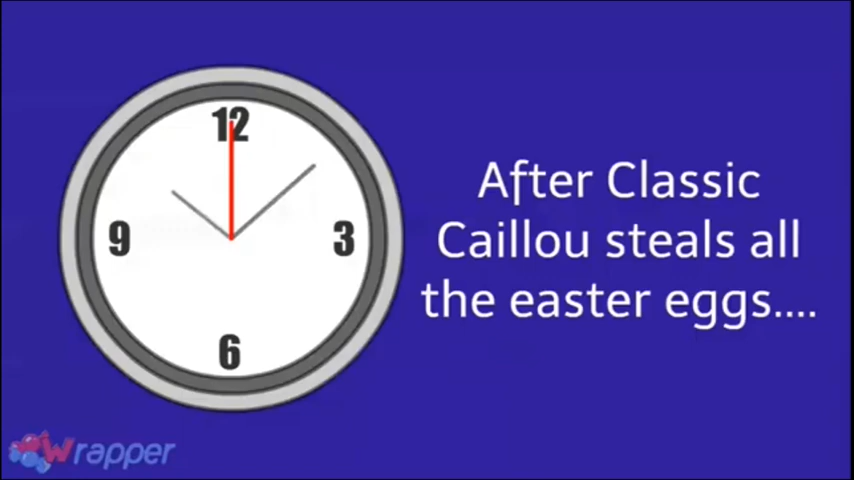 12
9
3
6
After Classic
Caillou steals all
the easter eggs....
Wrapper